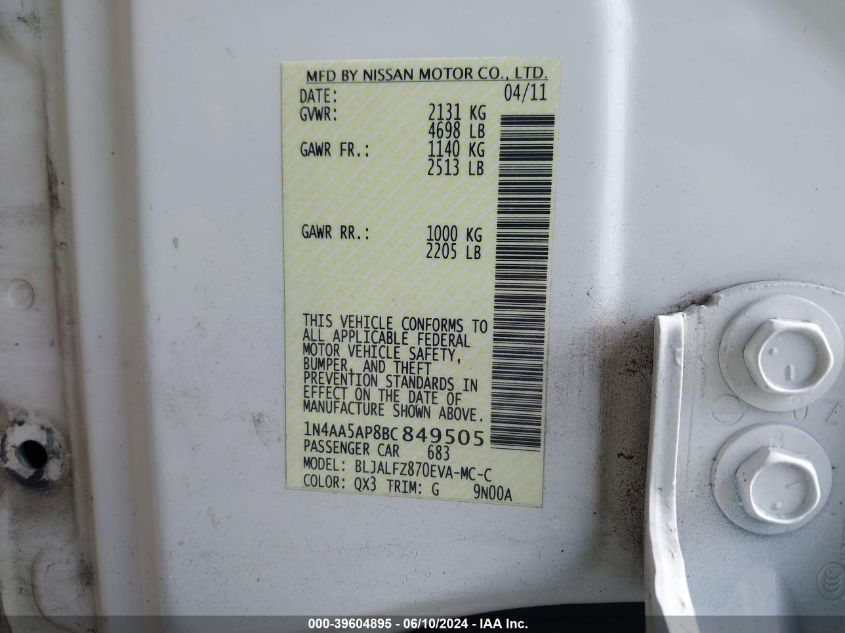 MFD BY NISSAN MOTOR CO., LTD.
DATE: 04/11
GVWR: 2131 KG
4698 LB
GAWR FR.: 1140 KG
2513 LB
GAWR RR.: 1000 KG
2205 LB
THIS VEHICLE CONFORMS TO
ALL APPLICABLE FEDERAL
MOTOR VEHICLE SAFETY,
BUMPER, AND THEFT
PREVENTION STANDARDS IN
EFFECT ON THE DATE OF
MANUFACTURE SHOWN ABOVE.
1N4AA5AP8BC849505
PASSENGER CAR 683
MODEL: BLJALFZ870EVA-MC-C
COLOR: QX3 TRIM: G 9N00A
000-39604895 - 06/10/2024 - IAA Inc.